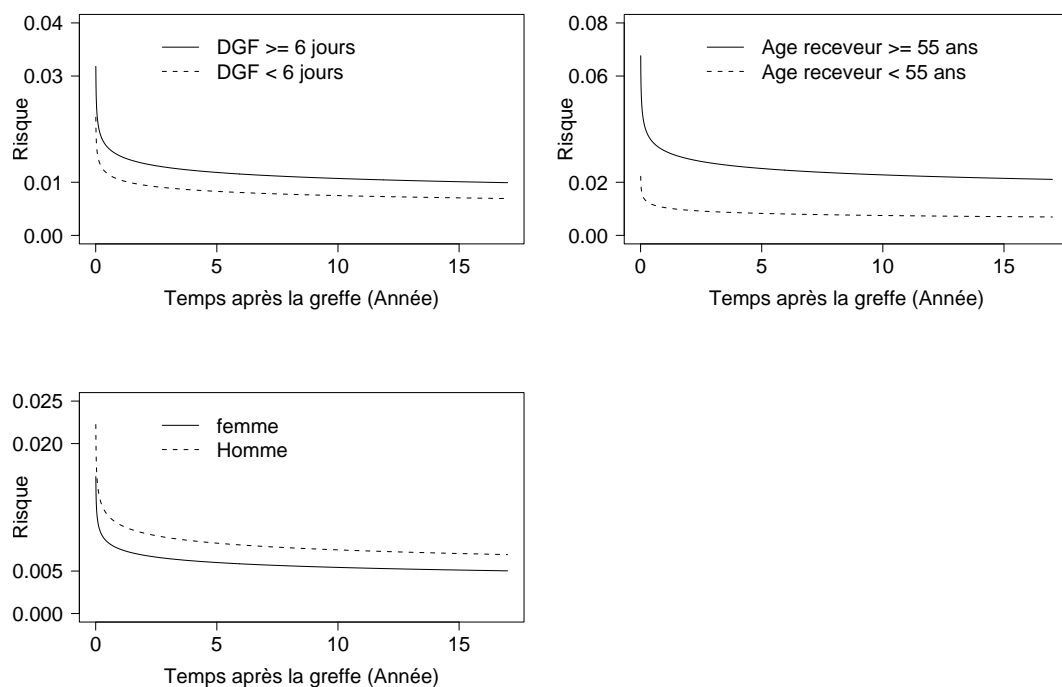 0.04
DGF >= 6 jours
DGF < 6 jours
0.03
Risque
0.01
0.00
0
5
10
15
Temps après la greffe (Année)
0.08
Age receveur >= 55 ans
Age receveur < 55 ans
0.06
Risque
0.02
0.00
0
5
10
15
Temps après la greffe (Année)
0.025
femme
0.020
Homme
Risque
0.005
0.000
0
5
10
15
Temps après la greffe (Année)